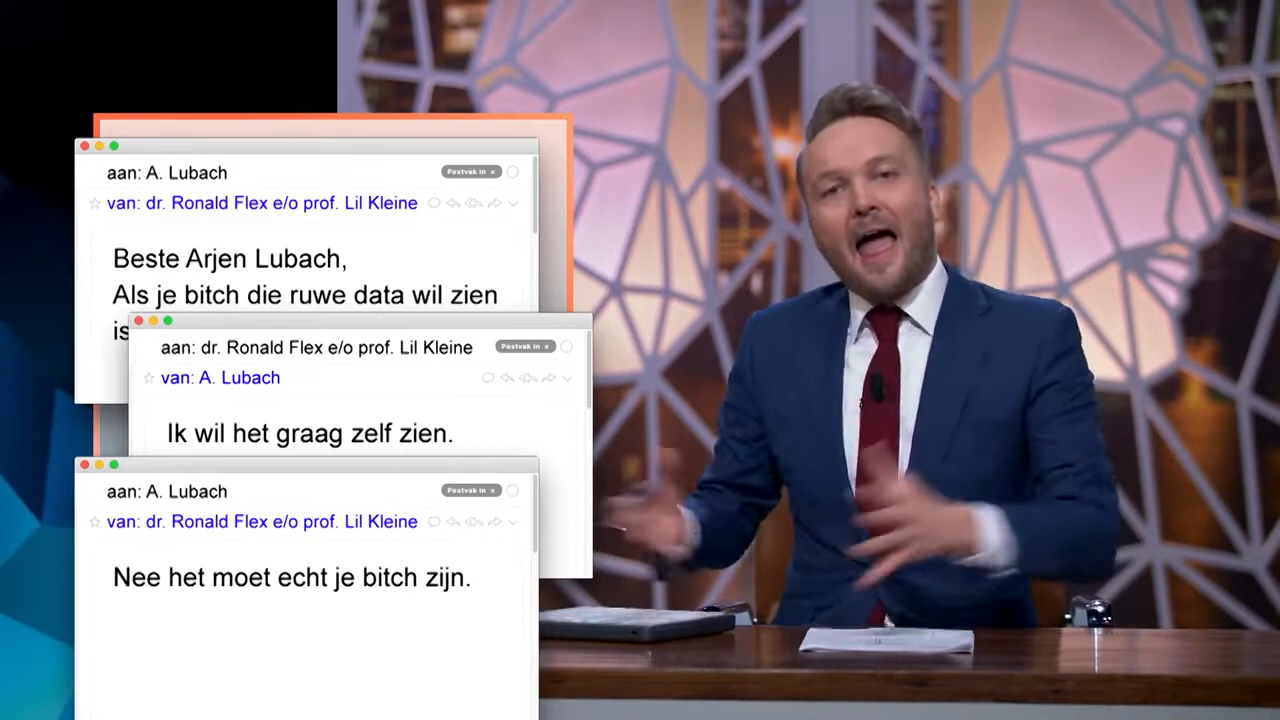 aan: A. Lubach
Postvak in ×
van: dr. Ronald Flex e/o prof. Lil Kleine
Beste Arjen Lubach,
Als je bitch die ruwe data wil zien
is
aan: dr. Ronald Flex e/o prof. Lil Kleine
Postvak in ×
van: A. Lubach
Ik wil het graag zelf zien.
aan: A. Lubach
Postvak in ×
van: dr. Ronald Flex e/o prof. Lil Kleine
Nee het moet echt je bitch zijn.